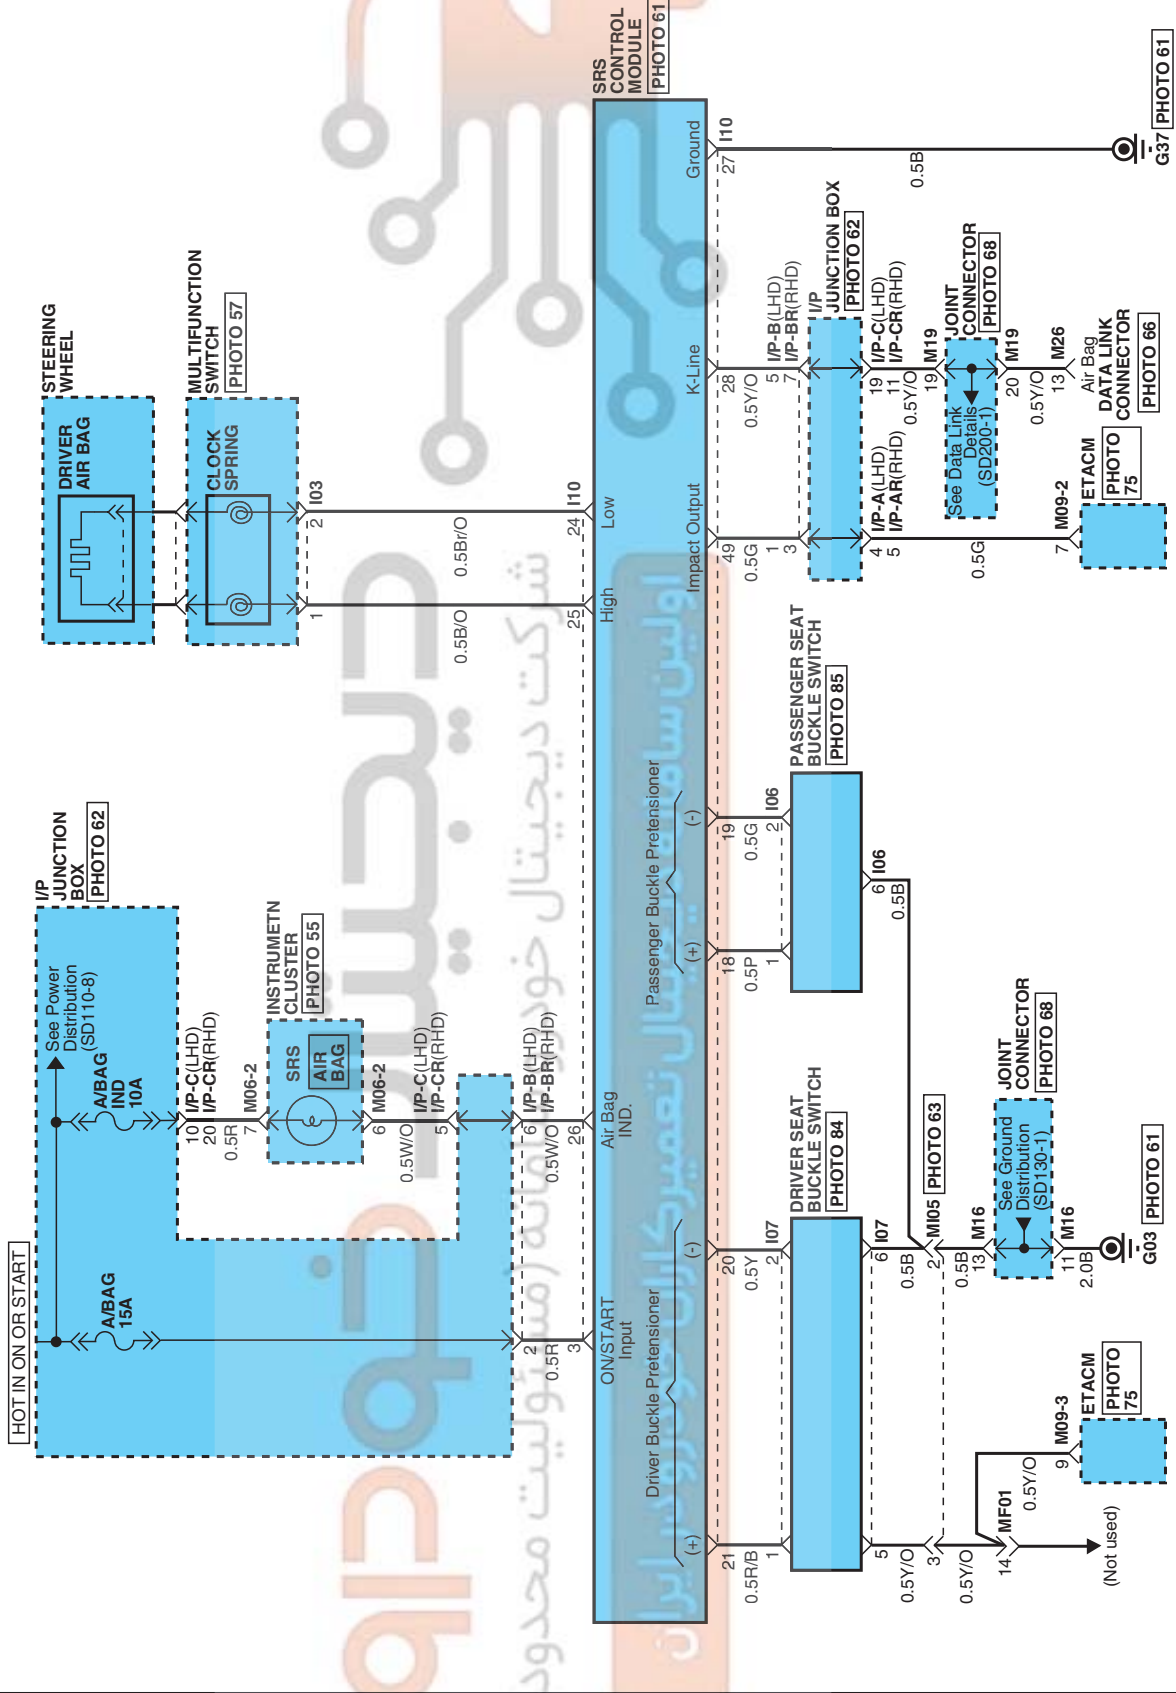 HOT IN ON OR START
I/P
JUNCTION
BOX
PHOTO 62
See Power
Distribution
(SD110-8)
A/BAG
15A
A/BAG
IND
10A
10
I/P-C(LHD)
20
I/P-CR(RHD)
0.5R
7
M06-2
INSTRUMETN
CLUSTER
PHOTO 55
SRS
AIR
BAG
6
M06-2
0.5W/O
I/P-C(LHD)
5
I/P-CR(RHD)
2
0.5R
3
6
I/P-B(LHD)
I/P-BR(RHD)
0.5W/O
26
STEERING
WHEEL
DRIVER
AIR BAG
MULTIFUNCTION
SWITCH
PHOTO 57
CLOCK
SPRING
1
2
I03
0.5B/O
0.5Br/O
25
24
I10
SRS
CONTROL
MODULE
PHOTO 61
ON/START
Input
Air Bag
IND.
High
Low
Driver Buckle Pretensioner
(+)
(-)
Passenger Buckle Pretensioner
(+)
(-)
Impact Output
K-Line
Ground
21
0.5R/B
1
20
0.5Y
2
I07
DRIVER SEAT
BUCKLE SWITCH
PHOTO 84
18
0.5P
1
19
0.5G
2
I06
PASSENGER SEAT
BUCKLE SWITCH
PHOTO 85
6
I06
0.5B
5
0.5Y/O
3
0.5Y/O
14
MF01
(Not used)
0.5Y/O
9
M09-3
ETACM
PHOTO
75
6
I07
0.5B
2
MI05
PHOTO 63
0.5B
13
M16
JOINT
CONNECTOR
PHOTO 68
See Ground
Distribution
(SD130-1)
11
M16
2.0B
G03
PHOTO 61
49
0.5G
1
3
28
0.5Y/O
5
I/P-B(LHD)
7
I/P-BR(RHD)
I/P
JUNCTION BOX
PHOTO 62
4
I/P-A(LHD)
5
I/P-AR(RHD)
0.5G
7
M09-2
ETACM
PHOTO
75
19
I/P-C(LHD)
11
I/P-CR(RHD)
0.5Y/O
19
M19
JOINT
CONNECTOR
PHOTO 68
See Data Link
Details
(SD200-1)
20
M19
0.5Y/O
13
M26
Air Bag
DATA LINK
CONNECTOR
PHOTO 66
27
I10
0.5B
G37
PHOTO 61
شرکت دیجیتال خودرو سامانه (مسئولیت محدود
اولین سامانه دیجیتال تعمیرکاران خودرو در ایران